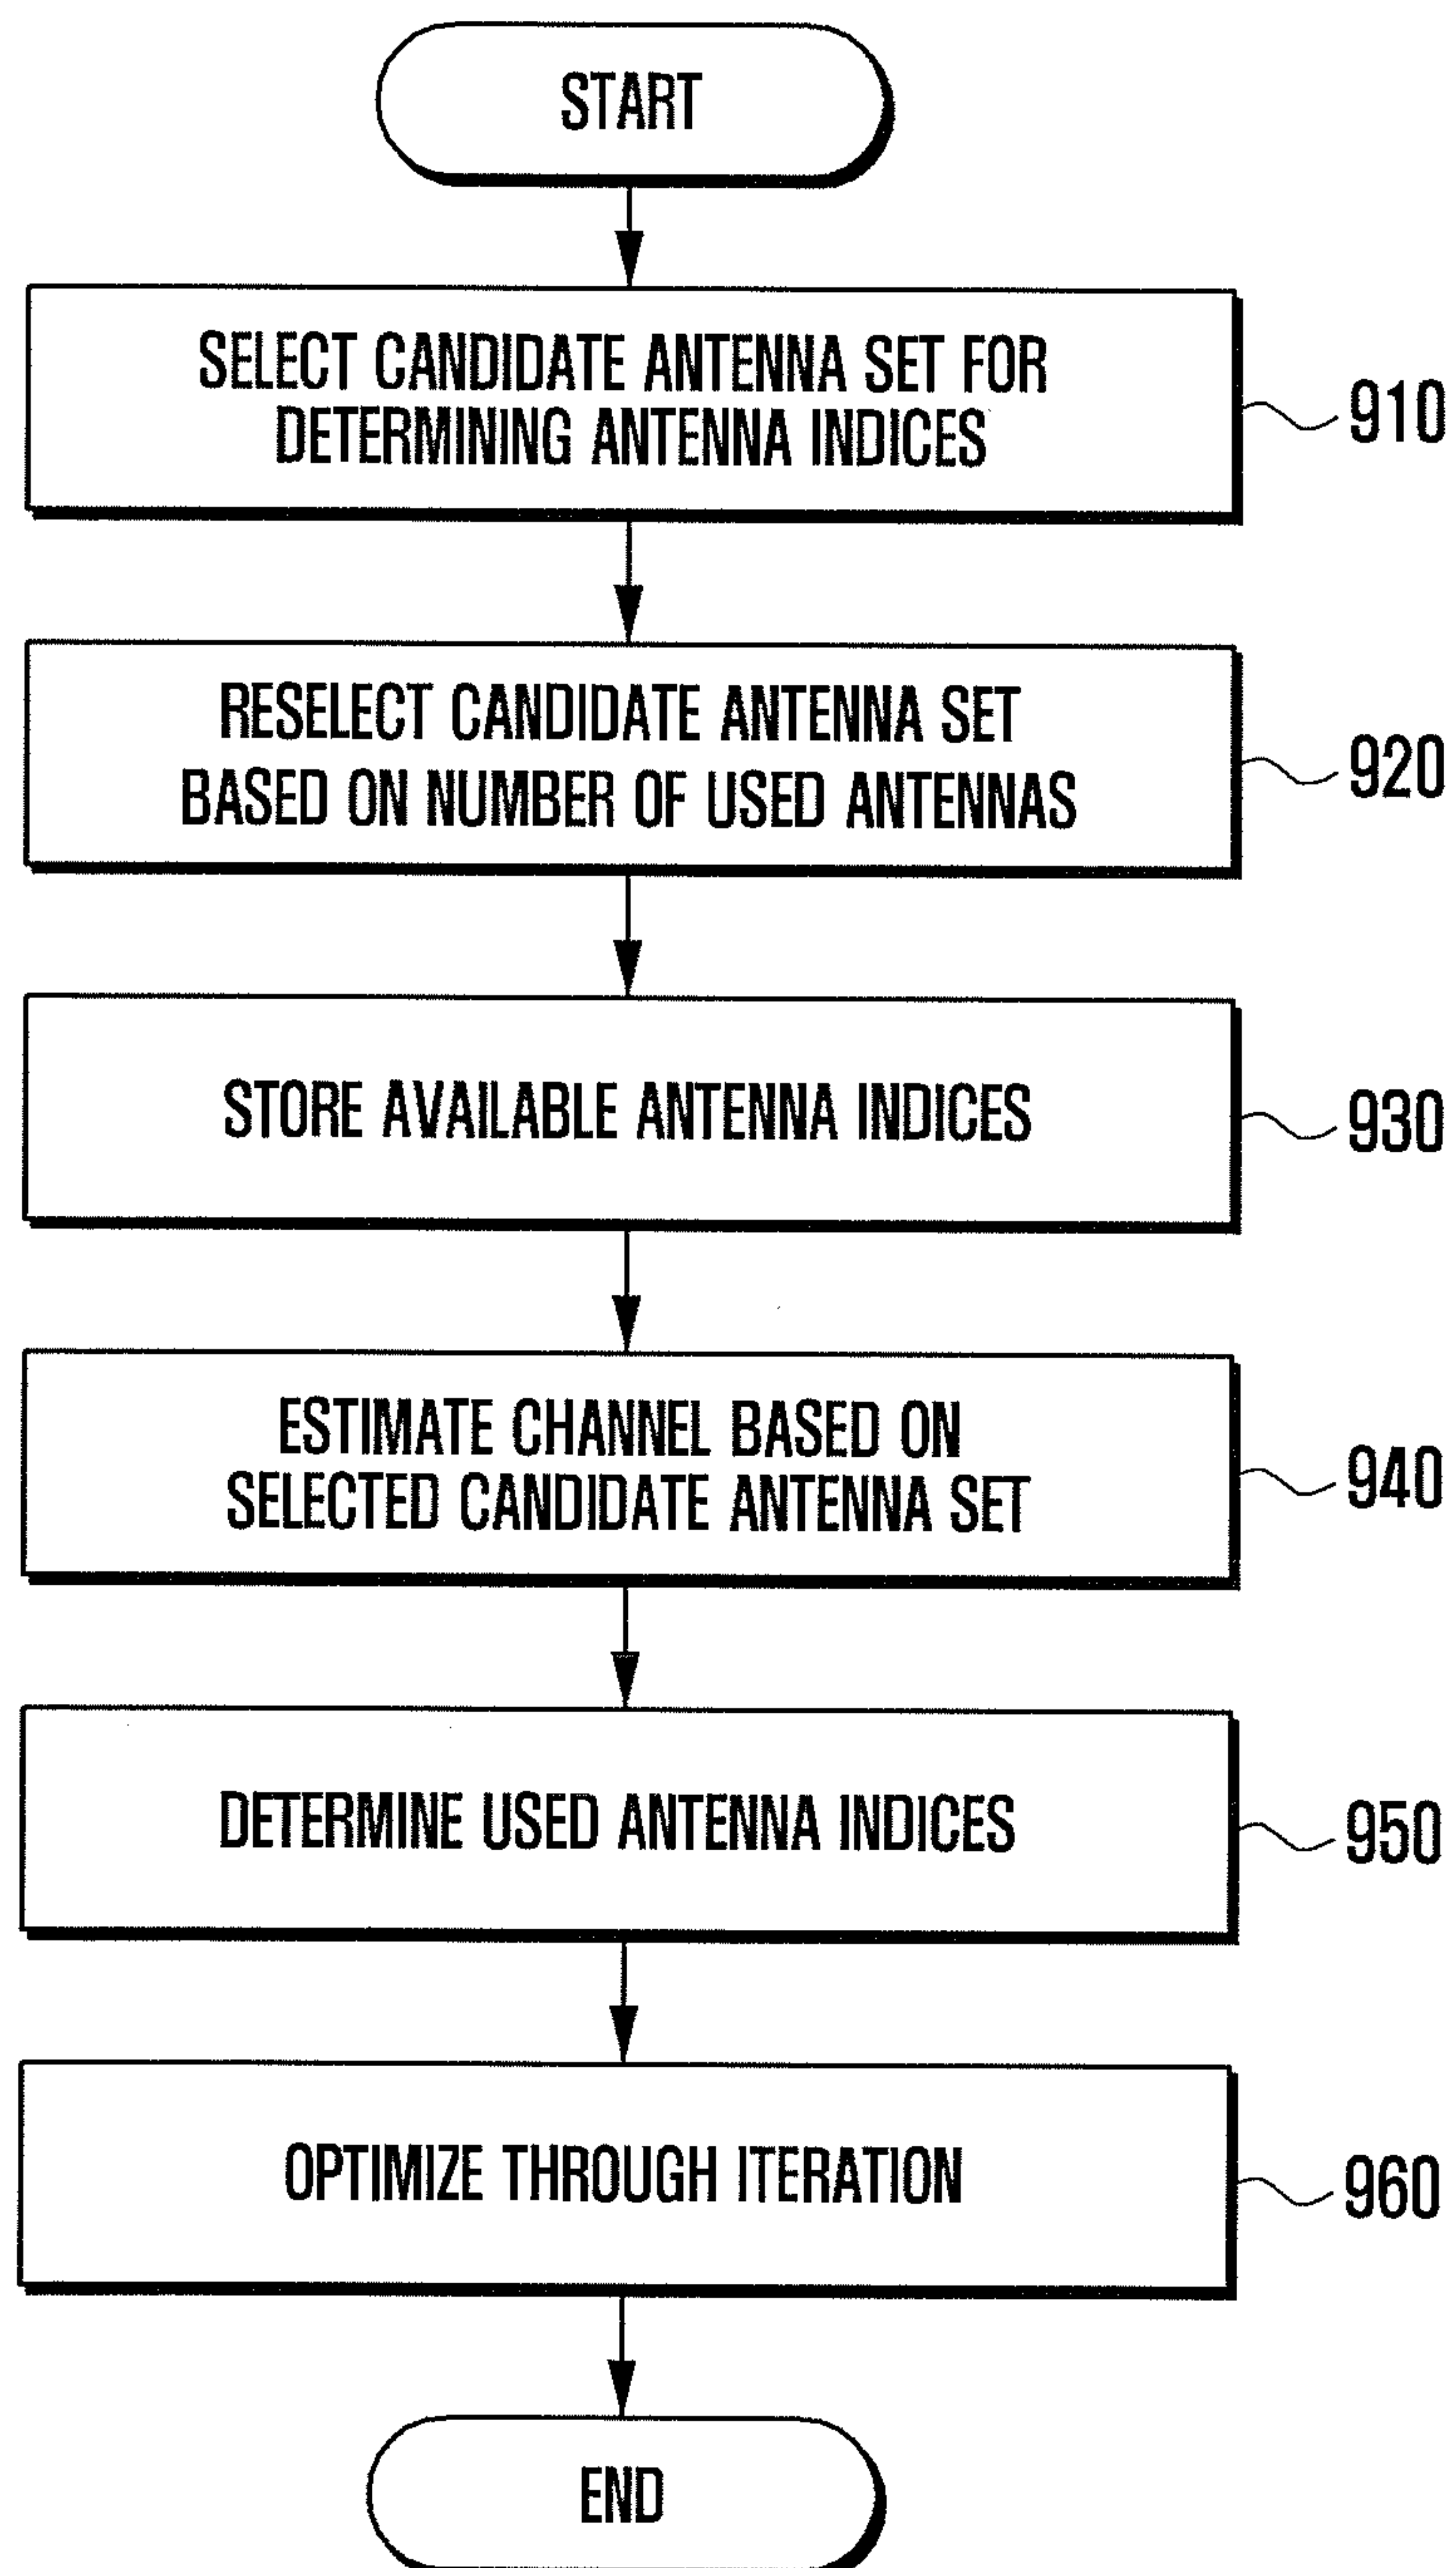 START
SELECT CANDIDATE ANTENNA SET FOR
DETERMINING ANTENNA INDICES
910
RESELECT CANDIDATE ANTENNA SET
BASED ON NUMBER OF USED ANTENNAS
920
STORE AVAILABLE ANTENNA INDICES
930
ESTIMATE CHANNEL BASED ON
SELECTED CANDIDATE ANTENNA SET
940
DETERMINE USED ANTENNA INDICES
950
OPTIMIZE THROUGH ITERATION
960
END